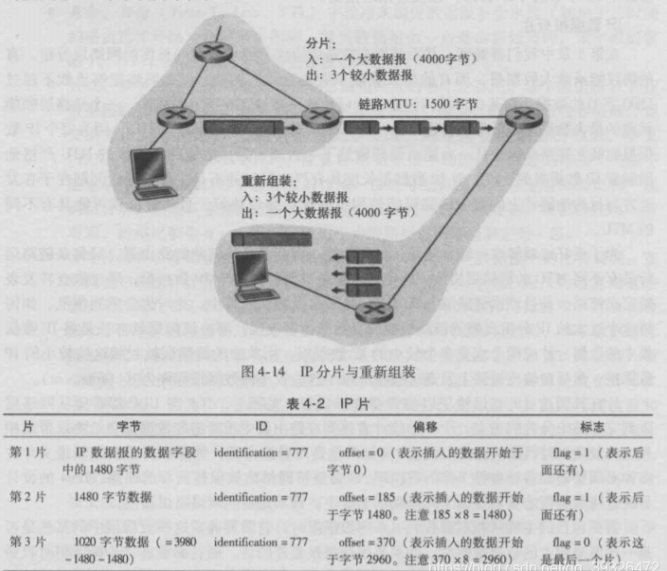 分片：
入：一个大数据报（4000字节）
出：3个较小数据报
链路MTU：1500 字节
重新组装：
入：3个较小数据报
出：一个大数据报（4000 字节）
图 4-14 IP 分片与重新组装
表 4-2 IP 片
字节 ID 偏移 标志
第 1 片 IP 数据报的数据字段中的 1480 字节 identification = 777 offset = 0（表示插入的数据开始于字节 0） flag = 1（表示后面还有）
第 2 片 1480 字节数据 identification = 777 offset = 185（表示插入的数据开始于字节 1480。注意 185 × 8 = 1480） flag = 1（表示后面还有）
第 3 片 1020 字节数据（= 3980 - 1480 - 1480） identification = 777 offset = 370（表示插入的数据开始于字节 2960。注意 370 × 8 = 2960） flag = 0（表示这是最后一个片）